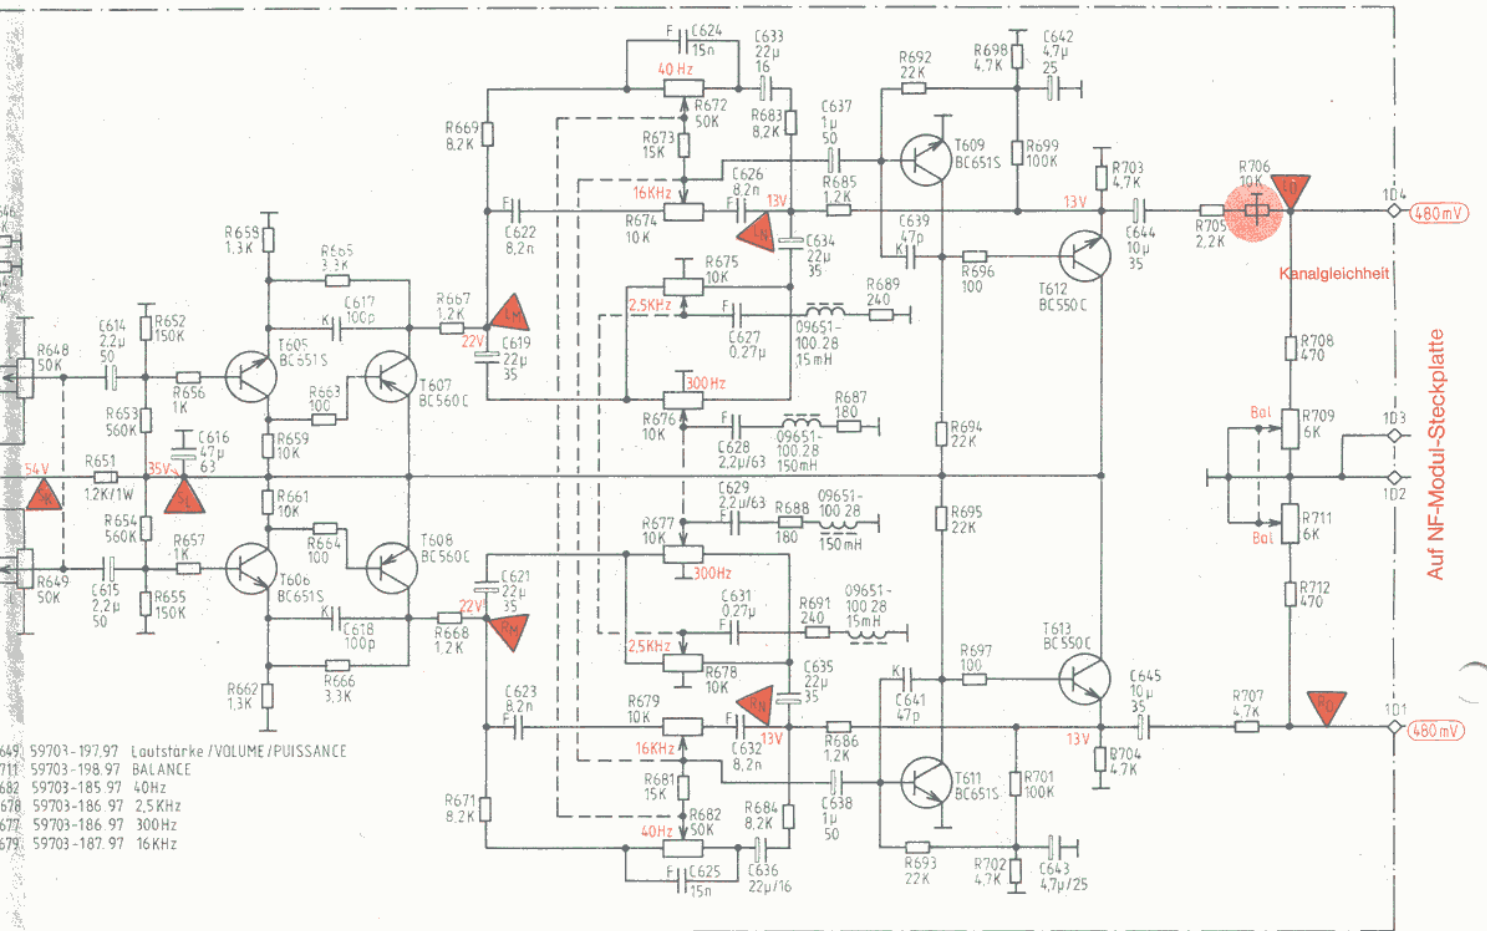 C624
15n
C633
22µ
16
40 Hz
R672
50K
R673
15K
R683
8,2K
R669
8,2K
C637
1µ
50
R692
22K
R698
4,7K
C642
4,7µ
25
T609
BC651S
R699
100K
R703
4,7K
R706
10K
LO
104
480mV
16KHz
R674
10K
C626
8,2n
F
13V
LN
R685
1,2K
C622
8,2n
F
C634
22µ
35
C639
47p
K
R696
100
13V
C644
10µ
35
R705
2,2K
Kanalgleichheit
T612
BC550C
R658
1,3K
R665
3,3K
C617
100p
K
R667
1,2K
LM
22V
C619
22µ
35
R675
10K
2,5KHz
F
C627
0,27µ
09651-
100.28
15mH
R689
240
R648
50K
C614
2,2µ
50
R652
150K
R656
1K
T605
BC651S
R663
100
T607
BC560C
R653
560K
C616
47µ
63
R659
10K
300Hz
R676
10K
F
C628
2,2µ/63
09651-
100.28
150mH
R687
180
R694
22K
R708
470
Bal
R709
6K
103
54V
SK
R651
1,2K/1W
35V
SL
102
R661
10K
R654
560K
R657
1K
R664
100
T608
BC560C
R677
10K
300Hz
C629
2,2µ/63
F
R688
180
09651-
100.28
150mH
R695
22K
Bal
R711
6K
Auf NF-Modul-Steckplatte
R649
50K
C615
2,2µ
50
R655
150K
T606
BC651S
K
C618
100p
R668
1,2K
22V
RM
C621
22µ
35
2,5KHz
R678
10K
C631
0,27µ
F
R691
240
09651-
100.28
15mH
R712
470
R662
1,3K
R666
3,3K
C623
8,2n
F
R679
10K
16KHz
F
C632
8,2n
RN
13V
C635
22µ
35
R686
1,2K
K
C641
47p
R697
100
T613
BC550C
C645
10µ
35
13V
R704
4,7K
R707
4,7K
RO
101
480mV
R671
8,2K
R681
15K
R682
50K
40Hz
F
C625
15n
R684
8,2K
C636
22µ/16
C638
1µ
50
T611
BC651S
R693
22K
R701
100K
R702
4,7K
C643
4,7µ/25
649 59703-197.97 Lautstärke/VOLUME/PUISSANCE
711 59703-198.97 BALANCE
682 59703-185.97 40Hz
678 59703-186.97 2,5KHz
677 59703-186.97 300Hz
679 59703-187.97 16KHz